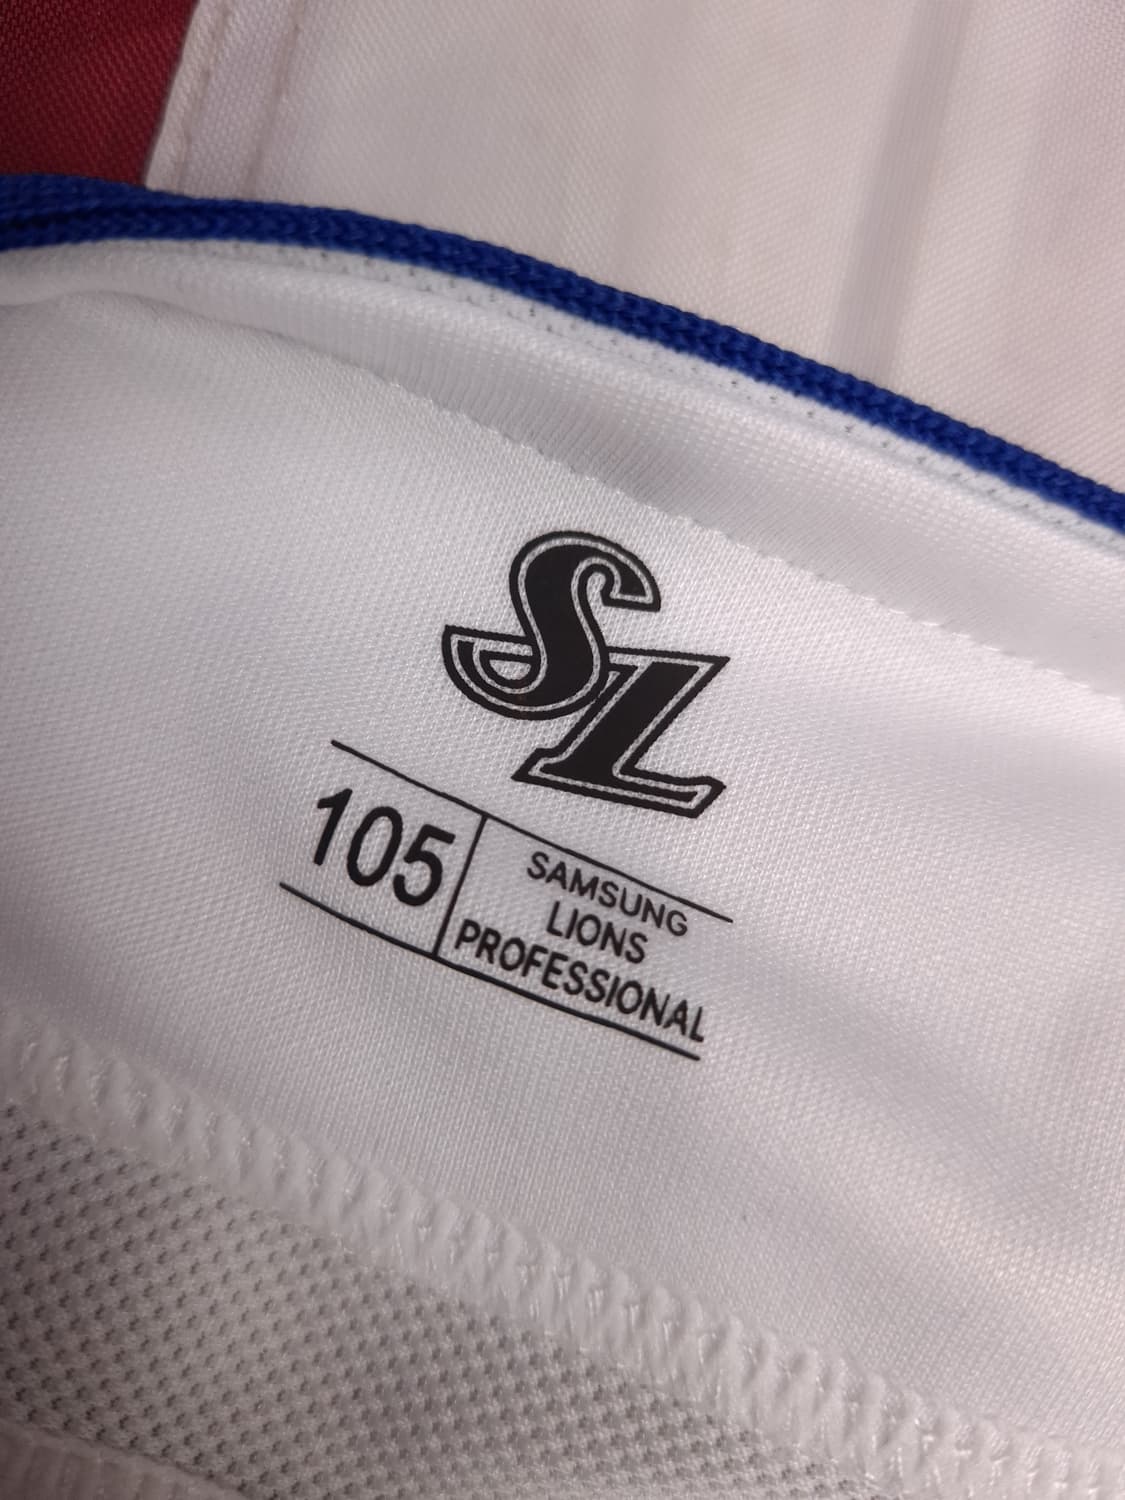 SL
105
SAMSUNG
LIONS
PROFESSIONAL